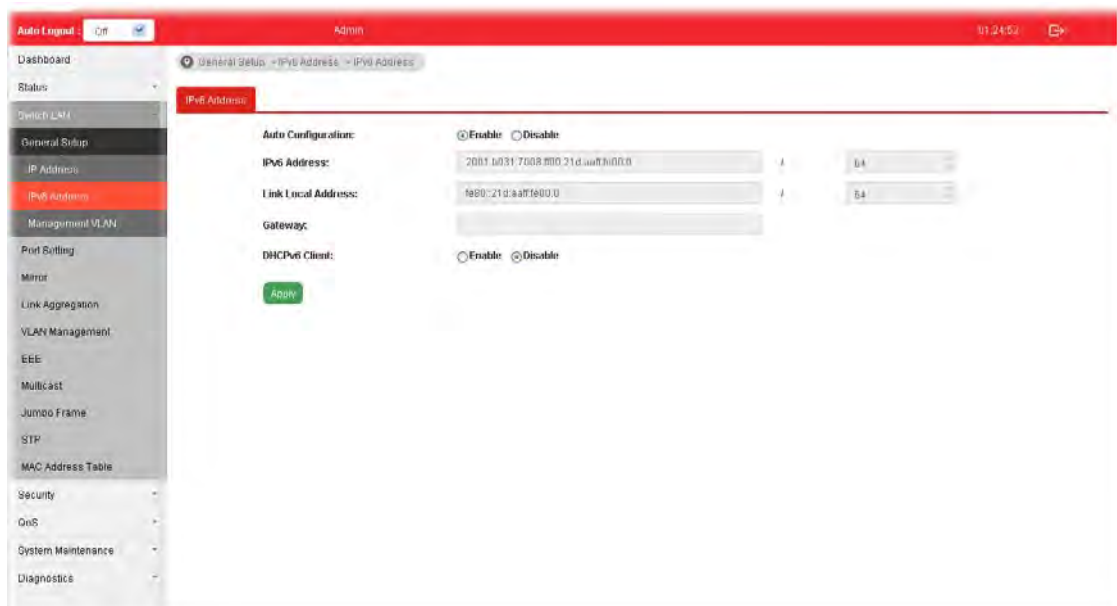 Auto Logout : Off Admin 01:24:52
Dashboard
General Setup > IPv6 Address > IPv6 Address
Status
IPv6 Address
Switch LAN
General Setup
Auto Configuration: Enable Disable
IP Address
IPv6 Address: / 64
IPv6 Address
Link Local Address: / 64
Management VLAN
Gateway:
Port Setting
DHCPv6 Client: Enable Disable
Mirror
Apply
Link Aggregation
VLAN Management
EEE
Multicast
Jumbo Frame
STP
MAC Address Table
Security
QoS
System Maintenance
Diagnostics